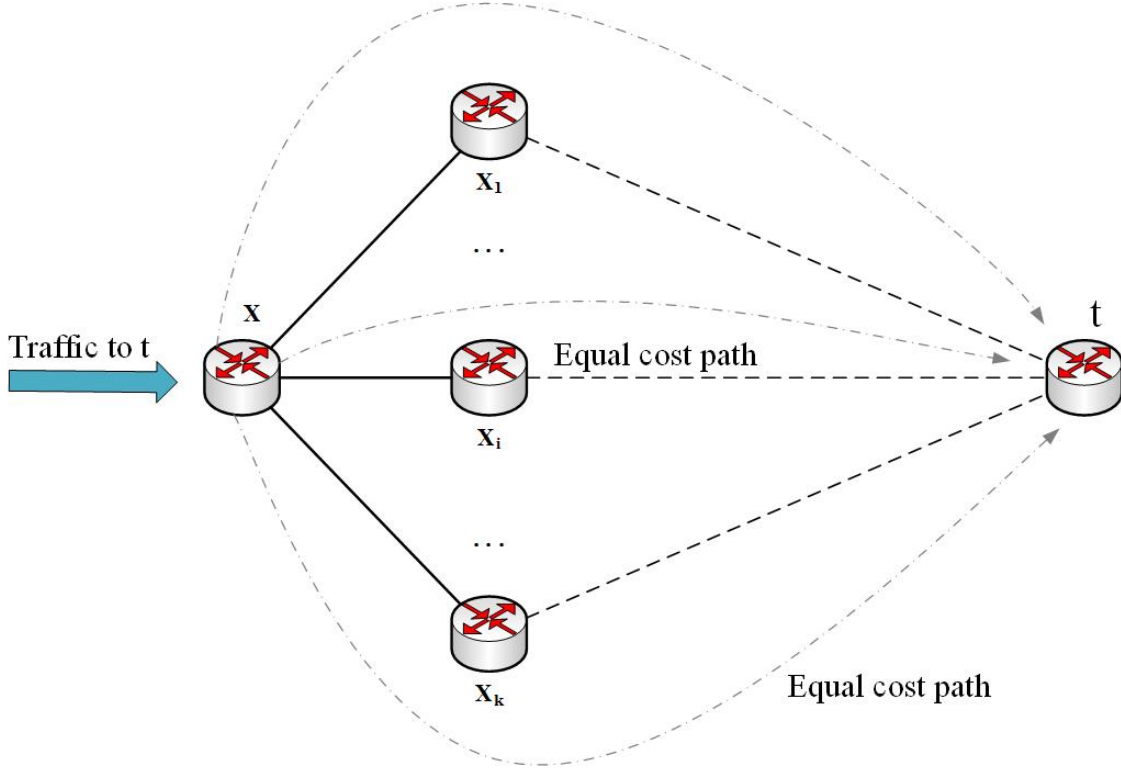 X₁
...
X
t
Traffic to t
Equal cost path
Xᵢ
...
Xₖ
Equal cost path